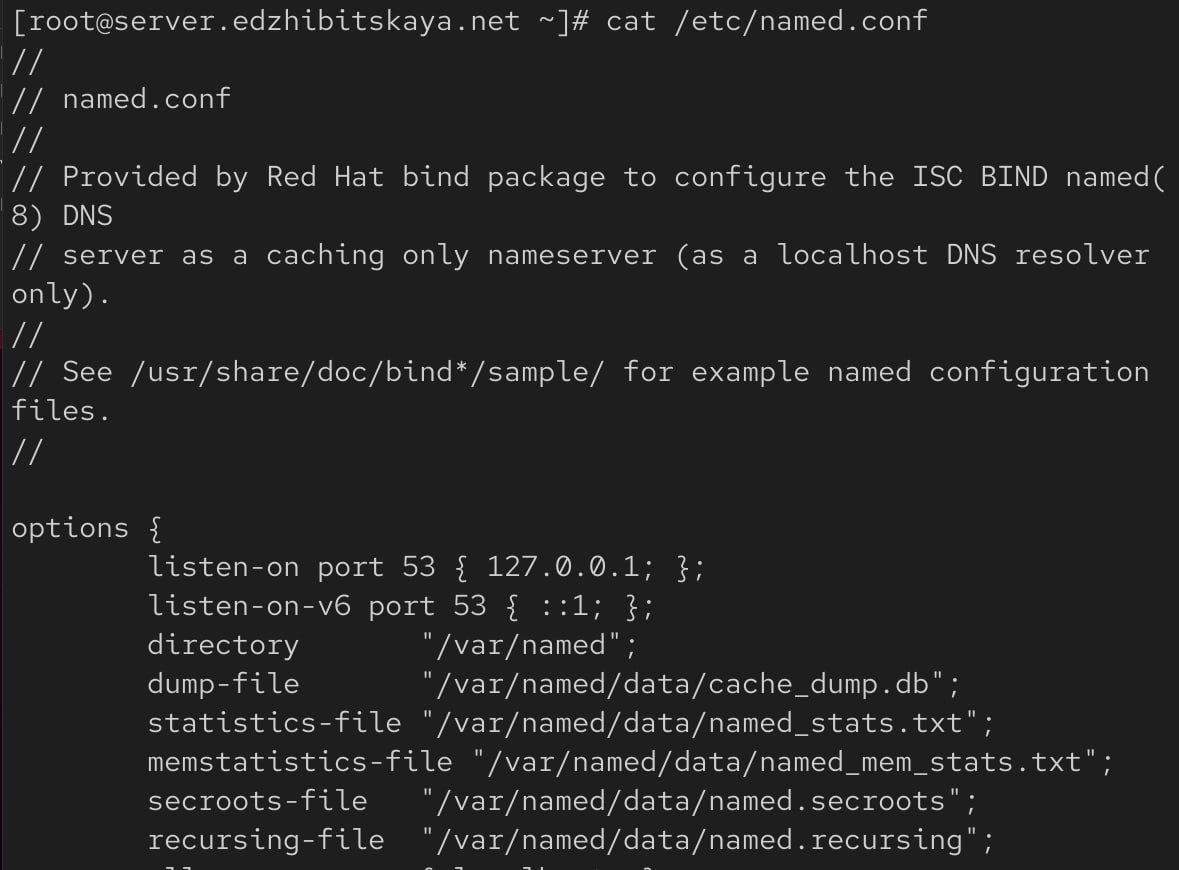 [root@server.edzhibitskaya.net ~]# cat /etc/named.conf
//
// named.conf
//
// Provided by Red Hat bind package to configure the ISC BIND named(
8) DNS
// server as a caching only nameserver (as a localhost DNS resolver
only).
//
// See /usr/share/doc/bind*/sample/ for example named configuration
files.
//
options {
listen-on port 53 { 127.0.0.1; };
listen-on-v6 port 53 { ::1; };
directory "/var/named";
dump-file "/var/named/data/cache_dump.db";
statistics-file "/var/named/data/named_stats.txt";
memstatistics-file "/var/named/data/named_mem_stats.txt";
secroots-file "/var/named/data/named.secroots";
recursing-file "/var/named/data/named.recursing";